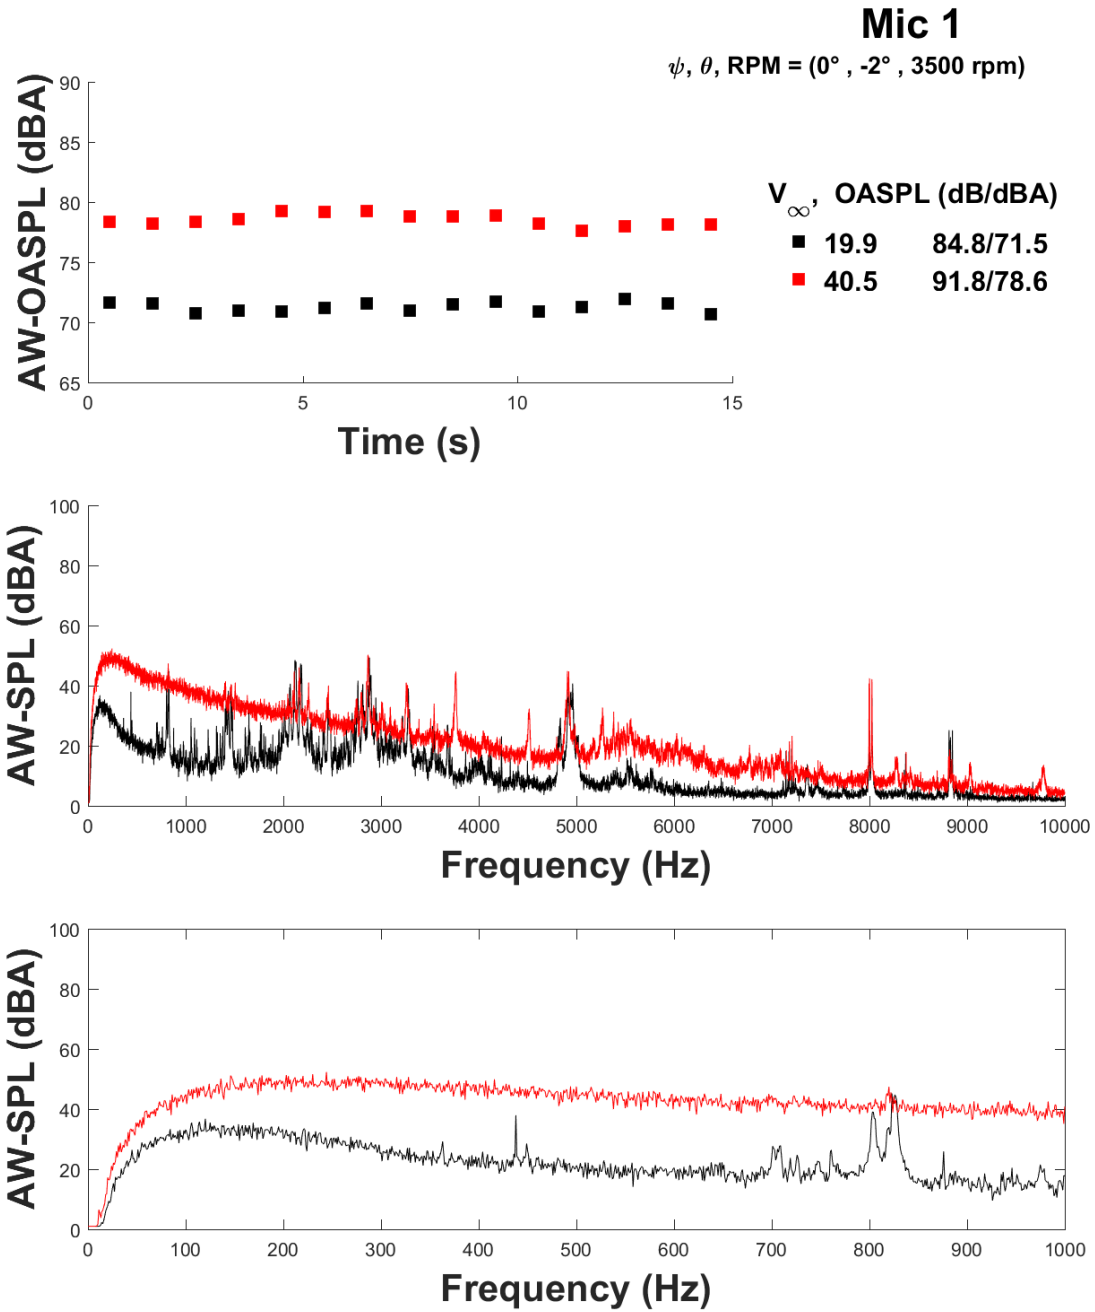 Mic 1
ψ, θ, RPM = (0° , -2° , 3500 rpm)
90
85
80
75
70
65
AW-OASPL (dBA)
0 5 10 15
Time (s)
V∞, OASPL (dB/dBA)
19.9 84.8/71.5
40.5 91.8/78.6
100
80
60
40
20
0
AW-SPL (dBA)
0 1000 2000 3000 4000 5000 6000 7000 8000 9000 10000
Frequency (Hz)
100
80
60
40
20
0
AW-SPL (dBA)
0 100 200 300 400 500 600 700 800 900 1000
Frequency (Hz)